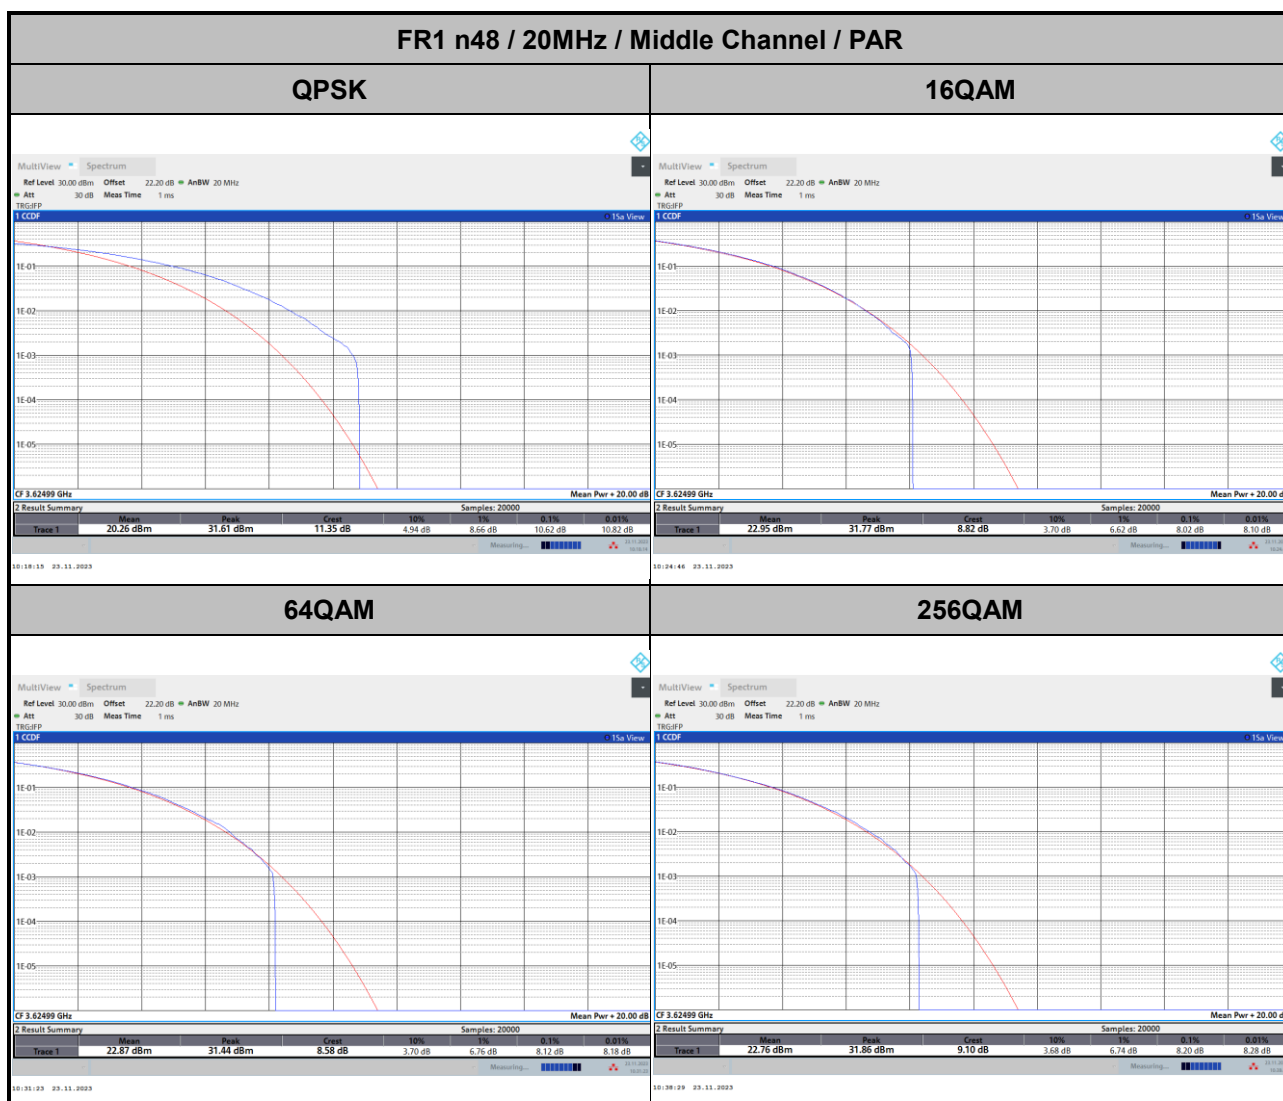 FR1 n48 / 20MHz / Middle Channel / PAR
QPSK
16QAM
MultiView Spectrum
Ref Level 30.00 dBm Offset 22.20 dB AnBW 20 MHz
Att 30 dB Meas Time 1 ms
TRG:IFP
1 CCDF 1Sa View
1E-01
1E-02
1E-03
1E-04
1E-05
CF 3.62499 GHz Mean Pwr + 20.00 dB
2 Result Summary Samples: 20000
Mean Peak Crest 10% 1% 0.1% 0.01%
Trace 1 20.26 dBm 31.61 dBm 11.35 dB 4.94 dB 8.66 dB 10.62 dB 10.82 dB
Measuring...
10:18:15 23.11.2023
MultiView Spectrum
Ref Level 30.00 dBm Offset 22.20 dB AnBW 20 MHz
Att 30 dB Meas Time 1 ms
TRG:IFP
1 CCDF 1Sa View
1E-01
1E-02
1E-03
1E-04
1E-05
CF 3.62499 GHz Mean Pwr + 20.00 dB
2 Result Summary Samples: 20000
Mean Peak Crest 10% 1% 0.1% 0.01%
Trace 1 22.95 dBm 31.77 dBm 8.82 dB 3.70 dB 6.62 dB 8.02 dB 8.10 dB
Measuring...
10:24:46 23.11.2023
64QAM
256QAM
MultiView Spectrum
Ref Level 30.00 dBm Offset 22.20 dB AnBW 20 MHz
Att 30 dB Meas Time 1 ms
TRG:IFP
1 CCDF 1Sa View
1E-01
1E-02
1E-03
1E-04
1E-05
CF 3.62499 GHz Mean Pwr + 20.00 dB
2 Result Summary Samples: 20000
Mean Peak Crest 10% 1% 0.1% 0.01%
Trace 1 22.87 dBm 31.44 dBm 8.58 dB 3.70 dB 6.76 dB 8.12 dB 8.18 dB
Measuring...
10:31:23 23.11.2023
MultiView Spectrum
Ref Level 30.00 dBm Offset 22.20 dB AnBW 20 MHz
Att 30 dB Meas Time 1 ms
TRG:IFP
1 CCDF 1Sa View
1E-01
1E-02
1E-03
1E-04
1E-05
CF 3.62499 GHz Mean Pwr + 20.00 dB
2 Result Summary Samples: 20000
Mean Peak Crest 10% 1% 0.1% 0.01%
Trace 1 22.76 dBm 31.86 dBm 9.10 dB 3.68 dB 6.74 dB 8.20 dB 8.28 dB
Measuring...
10:38:29 23.11.2023